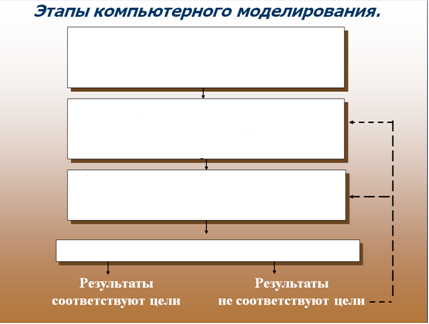 Этапы компьютерного моделирования.
Результаты
соответствуют цели
Результаты
не соответствуют цели